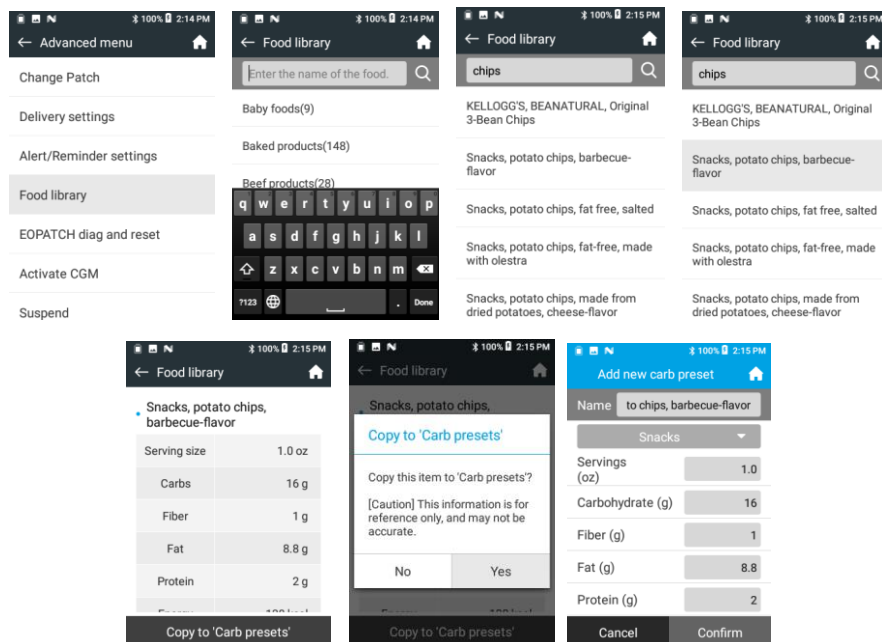 100% 2:14 PM
← Advanced menu
Change Patch
Delivery settings
Alert/Reminder settings
Food library
EOPATCH diag and reset
Activate CGM
Suspend
100% 2:14 PM
← Food library
Enter the name of the food.
Baby foods(9)
Baked products(148)
Beef products(28)
q w e r t y u i o p
a s d f g h j k l
z x c v b n m
?123 . Done
100% 2:15 PM
← Food library
chips
KELLOGG'S, BEANATURAL, Original
3-Bean Chips
Snacks, potato chips, barbecue-
flavor
Snacks, potato chips, fat free, salted
Snacks, potato chips, fat-free, made
with olestra
Snacks, potato chips, made from
dried potatoes, cheese-flavor
100% 2:15 PM
← Food library
chips
KELLOGG'S, BEANATURAL, Original
3-Bean Chips
Snacks, potato chips, barbecue-
flavor
Snacks, potato chips, fat free, salted
Snacks, potato chips, fat-free, made
with olestra
Snacks, potato chips, made from
dried potatoes, cheese-flavor
100% 2:15 PM
← Food library
Snacks, potato chips,
barbecue-flavor
Serving size 1.0 oz
Carbs 16 g
Fiber 1 g
Fat 8.8 g
Protein 2 g
Copy to 'Carb presets'
100% 2:15 PM
← Food library
Snacks, potato chips,
Copy to 'Carb presets'
Copy this item to 'Carb presets'?
[Caution] This information is for
reference only, and may not be
accurate.
No Yes
Copy to 'Carb presets'
100% 2:15 PM
Add new carb preset
Name to chips, barbecue-flavor
Snacks
Servings
(oz) 1.0
Carbohydrate (g) 16
Fiber (g) 1
Fat (g) 8.8
Protein (g) 2
Cancel Confirm